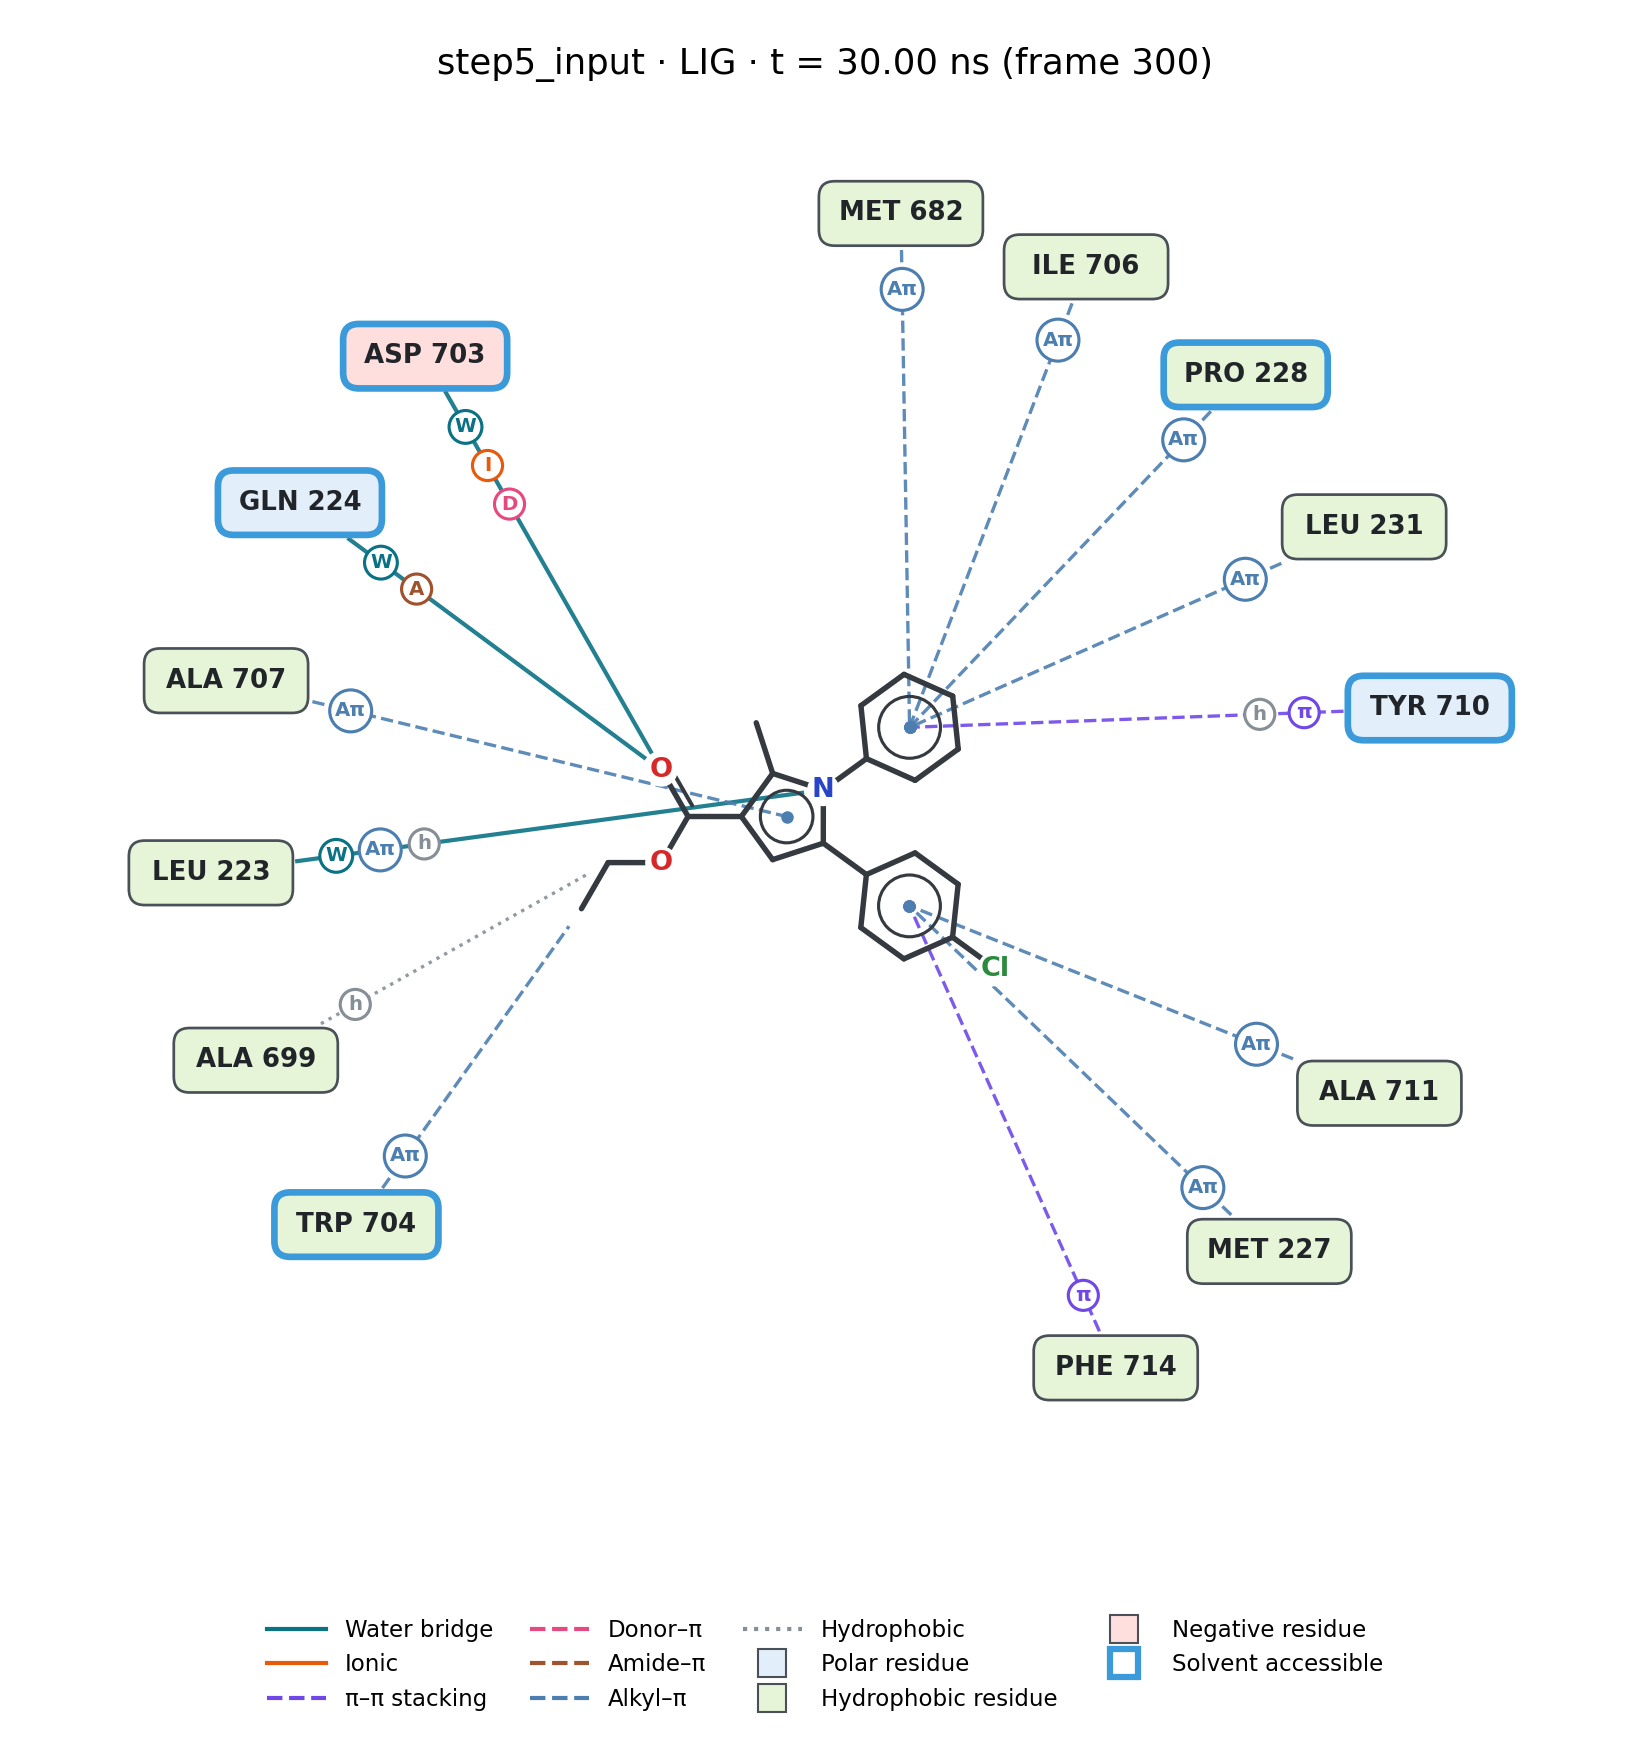 step5_input · LIG · t = 30.00 ns (frame 300)
MET 682
ILE 706
Aπ
Aπ
ASP 703
PRO 228
W
Aπ
I
GLN 224
D
LEU 231
W
Aπ
A
ALA 707
Aπ
TYR 710
h
π
O
N
LEU 223
W
Aπ
h
O
Cl
ALA 699
h
Aπ
ALA 711
TRP 704
Aπ
Aπ
MET 227
π
PHE 714
Water bridge
Ionic
π–π stacking
Donor–π
Amide–π
Alkyl–π
Hydrophobic
Polar residue
Hydrophobic residue
Negative residue
Solvent accessible